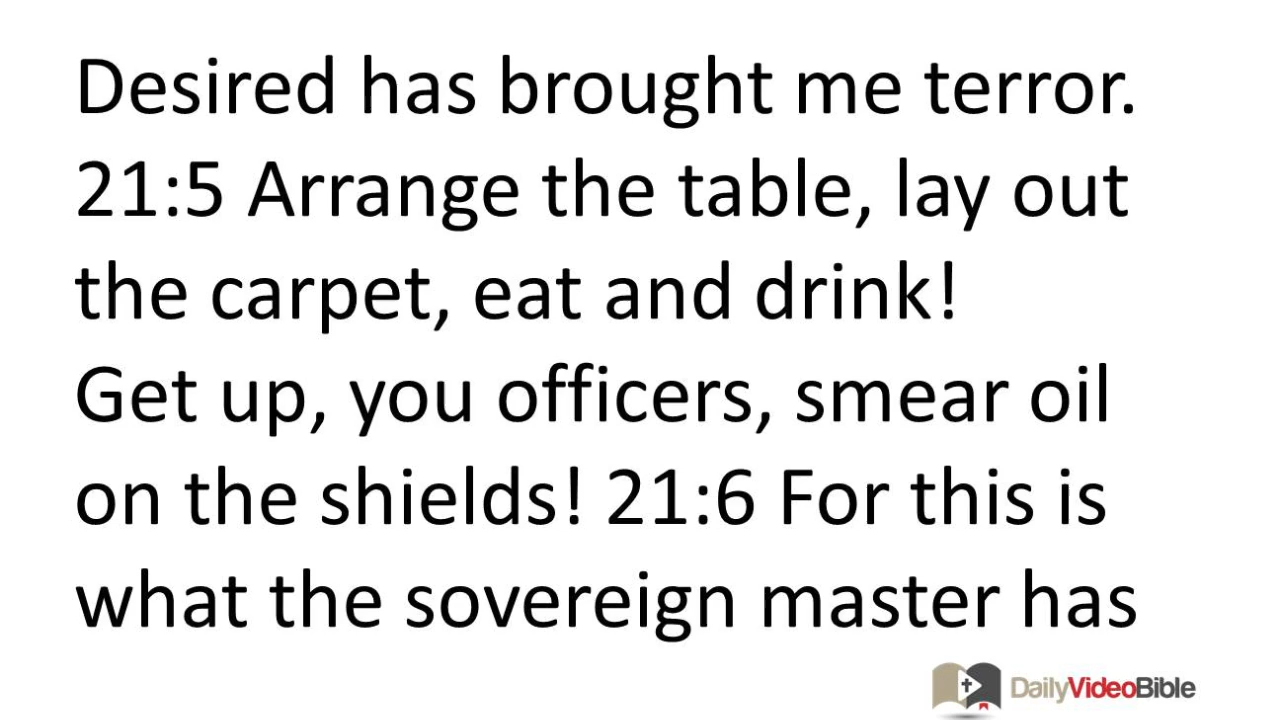 Desired has brought me terror.
21:5 Arrange the table, lay out
the carpet, eat and drink!
Get up, you officers, smear oil
on the shields! 21:6 For this is
what the sovereign master has
DailyVideoBible